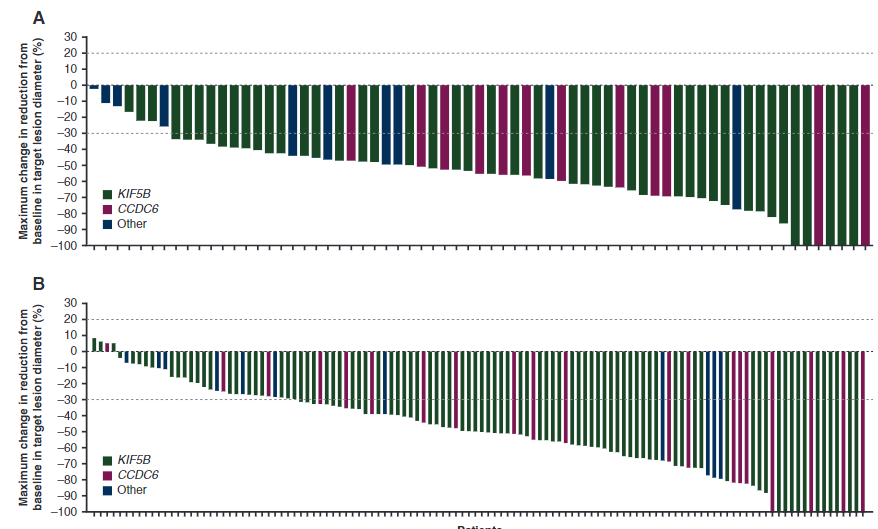 A
Maximum change in reduction from
baseline in target lesion diameter (%)
30
20
10
0
–10
–20
–30
–40
–50
–60
–70
–80
–90
–100
KIF5B
CCDC6
Other
B
Maximum change in reduction from
baseline in target lesion diameter (%)
30
20
10
0
–10
–20
–30
–40
–50
–60
–70
–80
–90
–100
KIF5B
CCDC6
Other
Patients